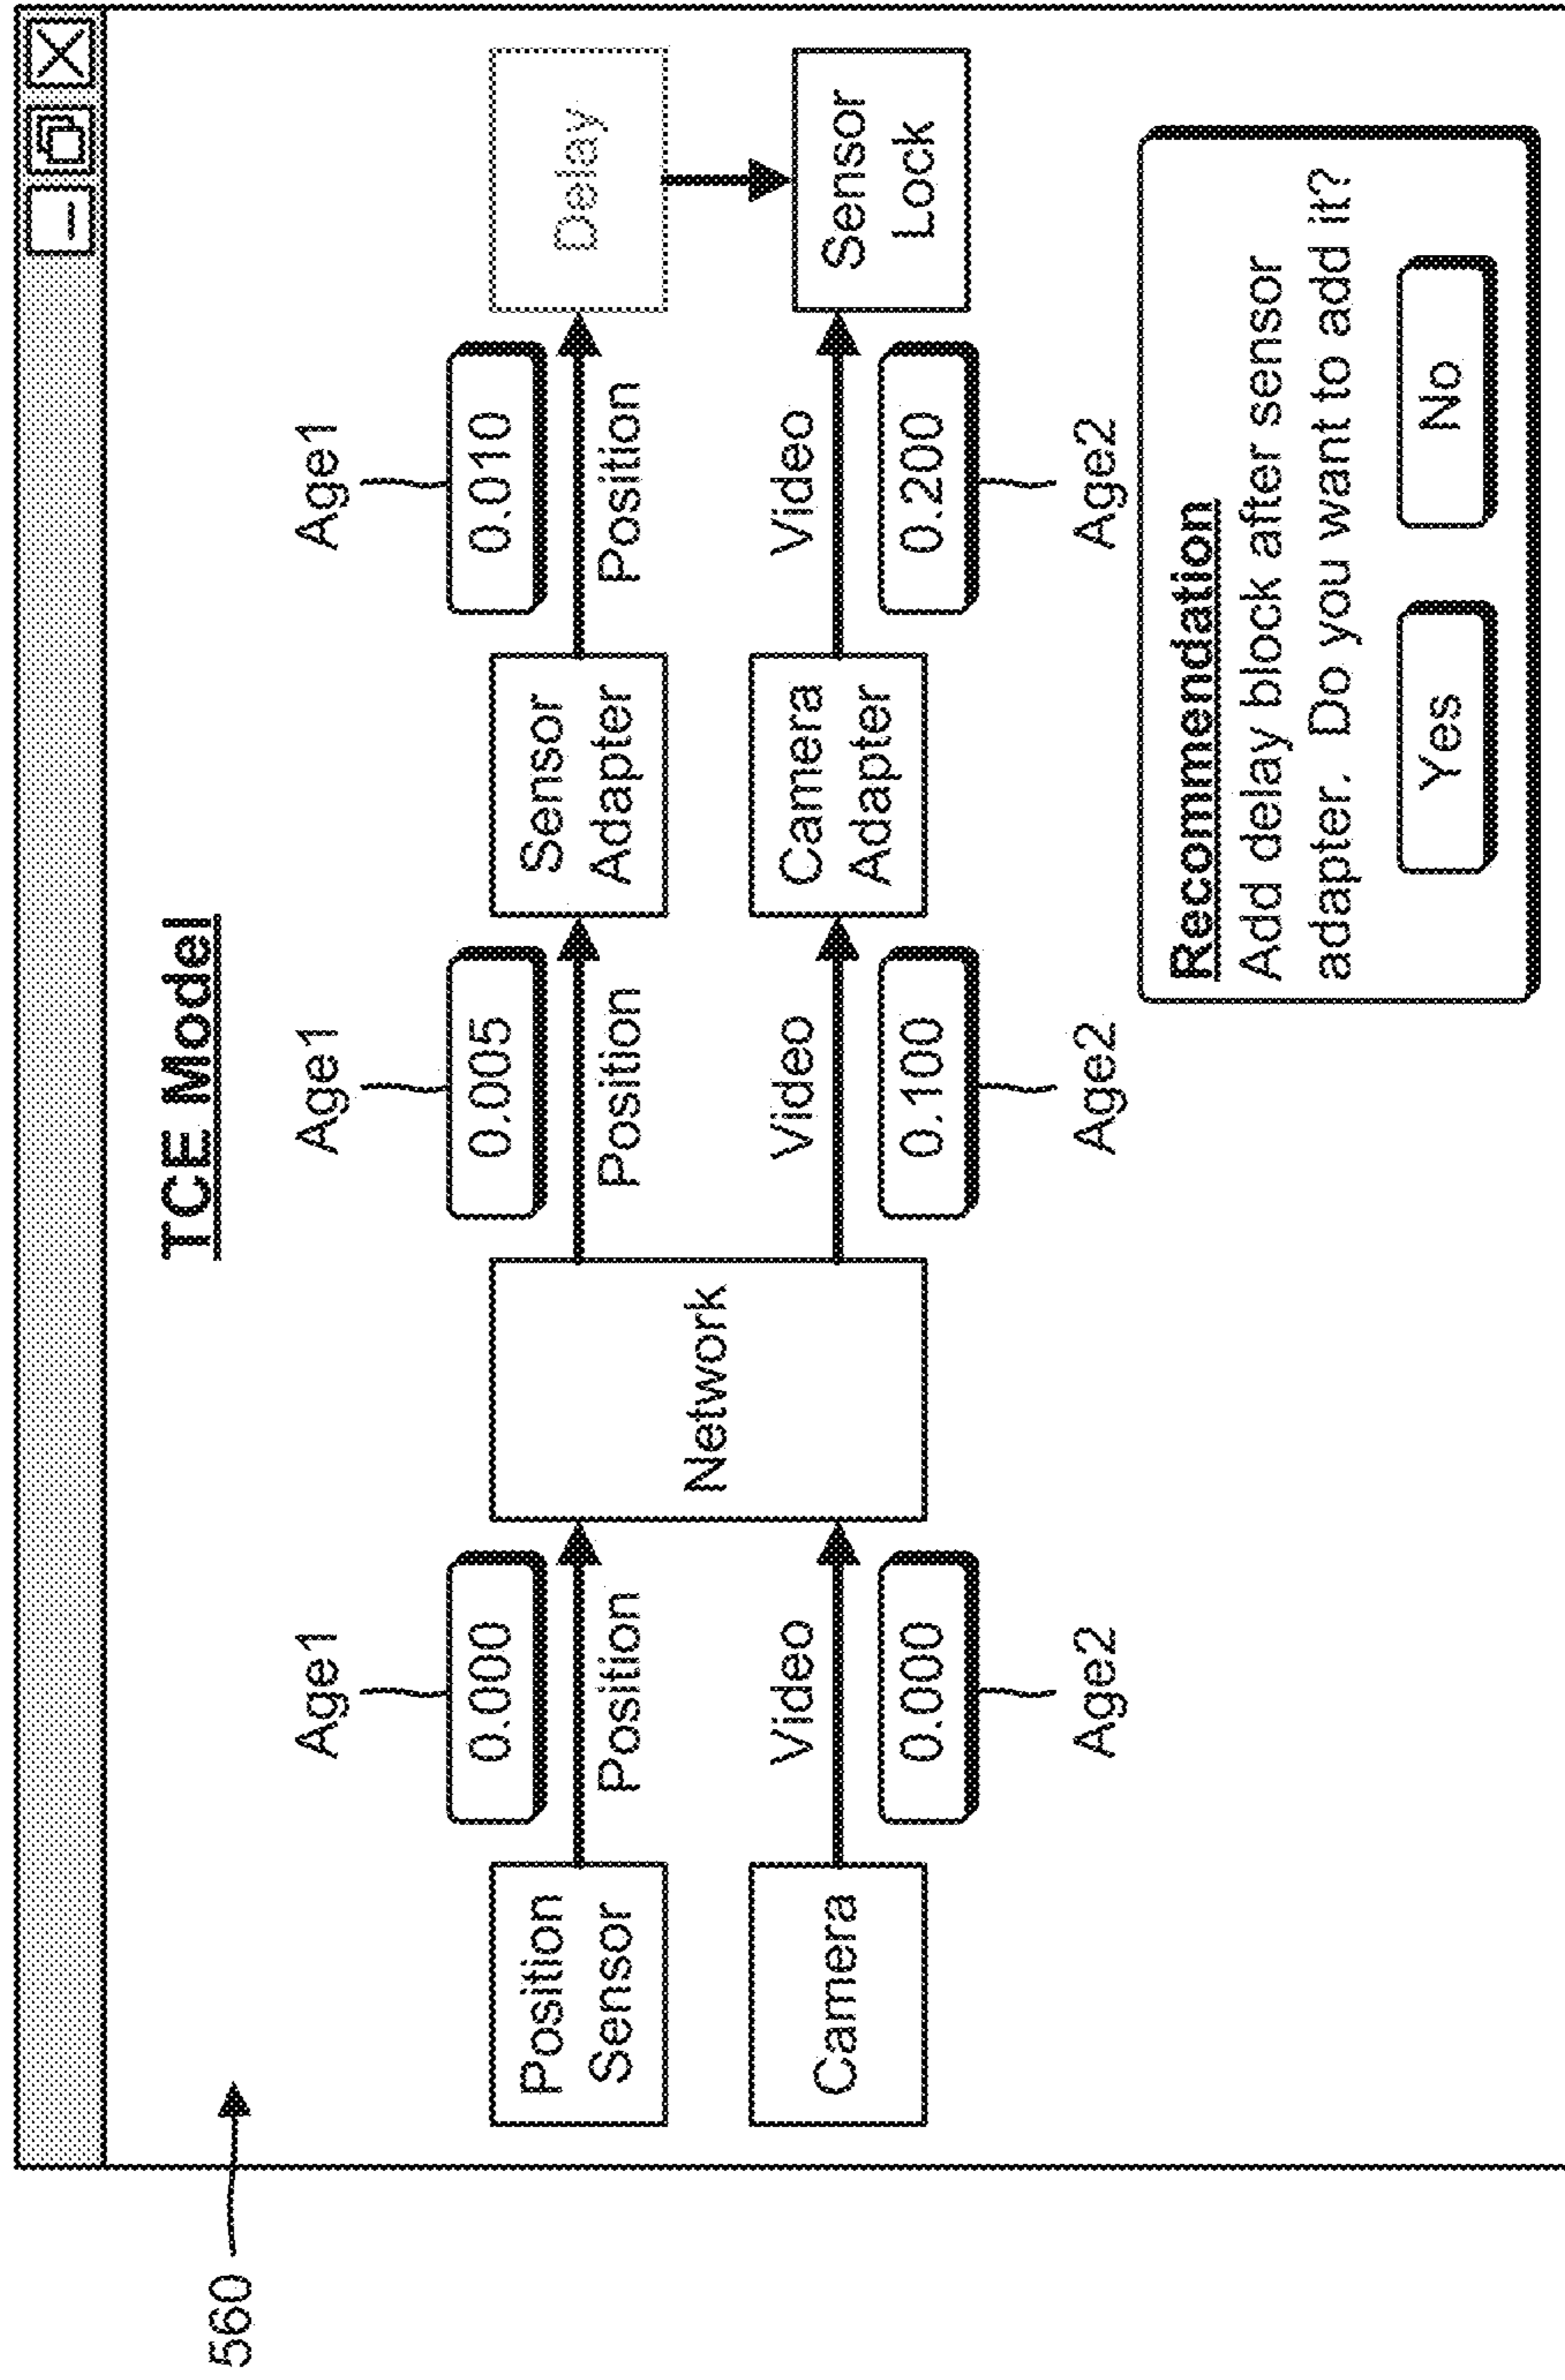 560
TCE Model
Age1
Age1
Age1
0.000
0.005
0.010
Position
Sensor
Position
Position
Position
Sensor
Adapter
Delay
Network
Camera
Video
Video
Video
Camera
Adapter
Sensor
Lock
0.000
0.100
0.200
Age2
Age2
Age2
Recommendation
Add delay block after sensor
adapter. Do you want to add it?
Yes
No